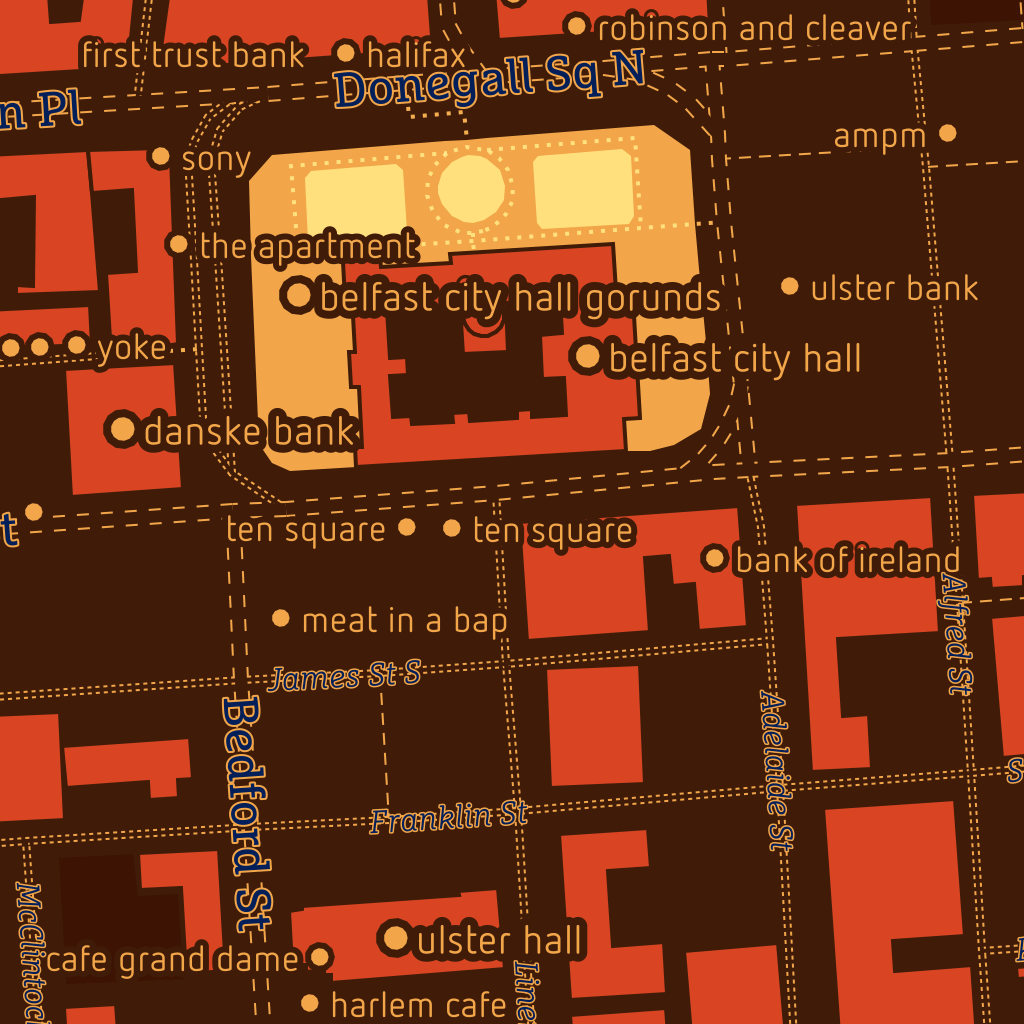 robinson and cleaver
first trust bank
halifax
Donegall Sq N
n Pl
ampm
sony
the apartment
ulster bank
belfast city hall gorunds
yoke
belfast city hall
danske bank
t
ten square
ten square
bank of ireland
Alfred St
meat in a bap
James St S
Bedford St
Adelaide St
S
Franklin St
McClintock
ulster hall
cafe grand dame
Line
harlem cafe